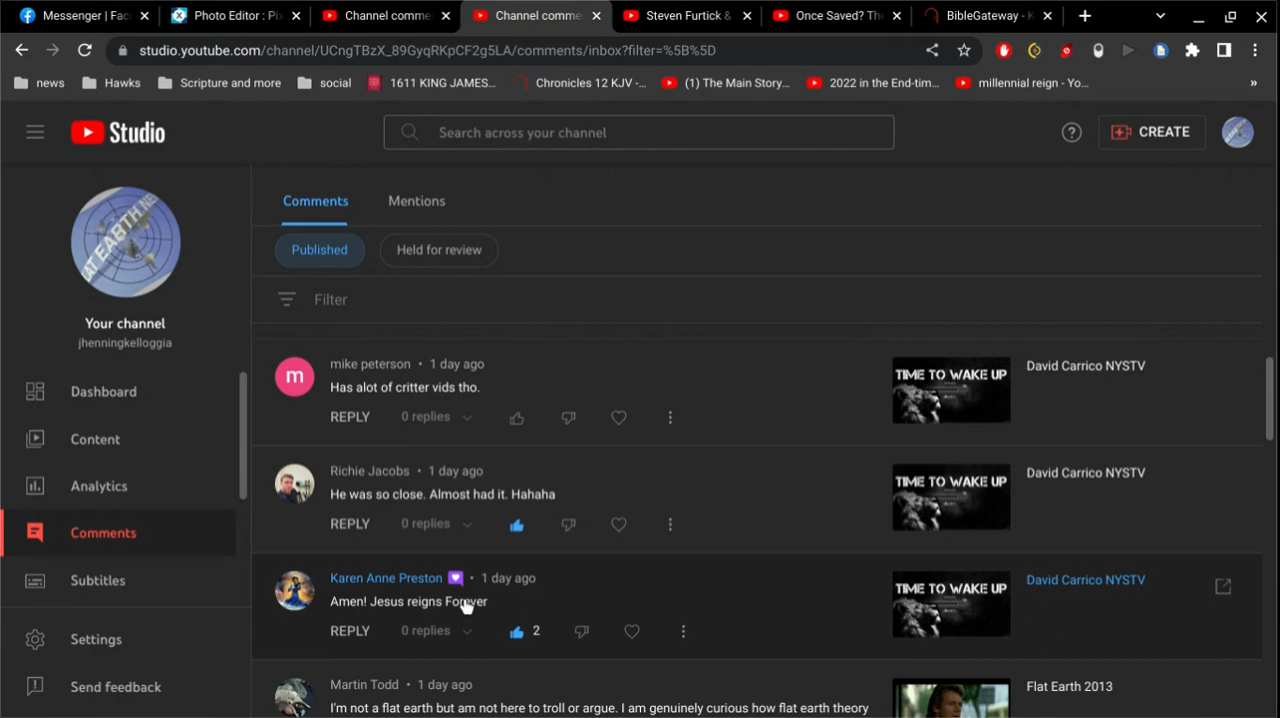 Messenger | Fac
Photo Editor : Pix
Channel comme
Channel comme
Steven Furtick &
Once Saved? The
BibleGateway - K
studio.youtube.com/channel/UCngTBzX_89GyqRKpCF2g5LA/comments/inbox?filter=%5B%5D
news
Hawks
Scripture and more
social
1611 KING JAMES...
Chronicles 12 KJV -...
(1) The Main Story...
2022 in the End-tim...
millennial reign - Yo...
»
Studio
Search across your channel
CREATE
AT EARTH NE
Your channel
jhenningkelloggia
Dashboard
Content
Analytics
Comments
Subtitles
Settings
Send feedback
Comments
Mentions
Published
Held for review
Filter
m
mike peterson • 1 day ago
Has alot of critter vids tho.
REPLY 0 replies
TIME TO WAKE UP
David Carrico NYSTV
Richie Jacobs • 1 day ago
He was so close. Almost had it. Hahaha
REPLY 0 replies
TIME TO WAKE UP
David Carrico NYSTV
Karen Anne Preston • 1 day ago
Amen! Jesus reigns Forever
REPLY 0 replies 2
TIME TO WAKE UP
David Carrico NYSTV
Martin Todd • 1 day ago
I'm not a flat earth but am not here to troll or argue. I am genuinely curious how flat earth theory
Flat Earth 2013